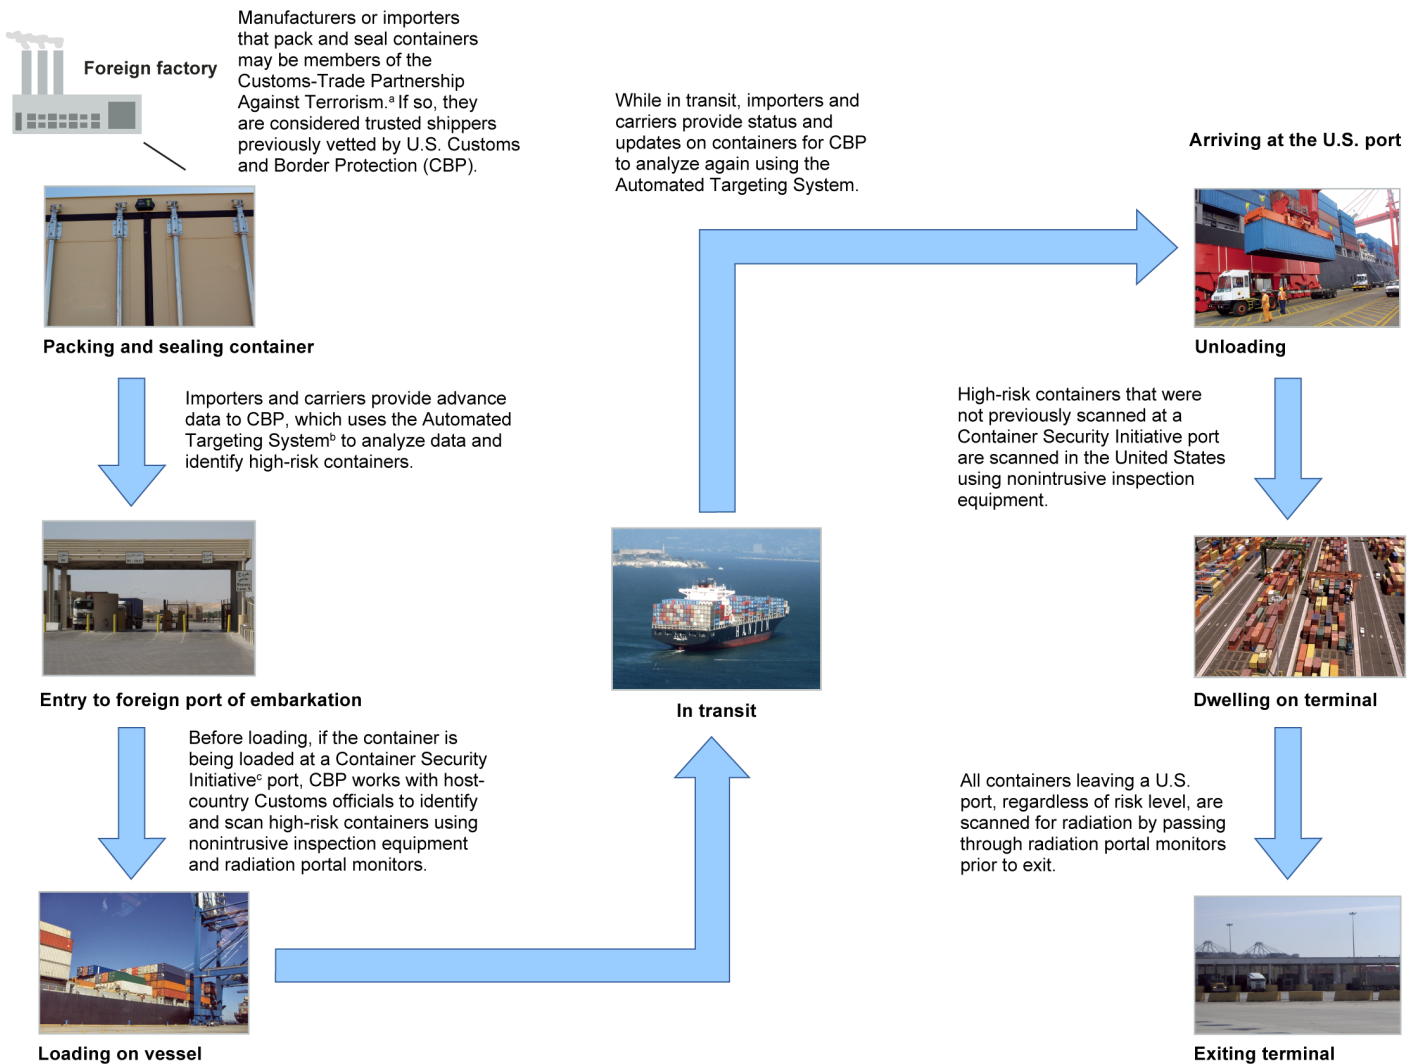 Foreign factory
Manufacturers or importers
that pack and seal containers
may be members of the
Customs-Trade Partnership
Against Terrorism.ª If so, they
are considered trusted shippers
previously vetted by U.S. Customs
and Border Protection (CBP).
Packing and sealing container
Importers and carriers provide advance
data to CBP, which uses the Automated
Targeting Systemᵇ to analyze data and
identify high-risk containers.
Entry to foreign port of embarkation
Before loading, if the container is
being loaded at a Container Security
Initiativeᶜ port, CBP works with host-
country Customs officials to identify
and scan high-risk containers using
nonintrusive inspection equipment
and radiation portal monitors.
Loading on vessel
While in transit, importers and
carriers provide status and
updates on containers for CBP
to analyze again using the
Automated Targeting System.
HANJIN
In transit
Arriving at the U.S. port
Unloading
High-risk containers that were
not previously scanned at a
Container Security Initiative port
are scanned in the United States
using nonintrusive inspection
equipment.
Dwelling on terminal
All containers leaving a U.S.
port, regardless of risk level, are
scanned for radiation by passing
through radiation portal monitors
prior to exit.
Exiting terminal